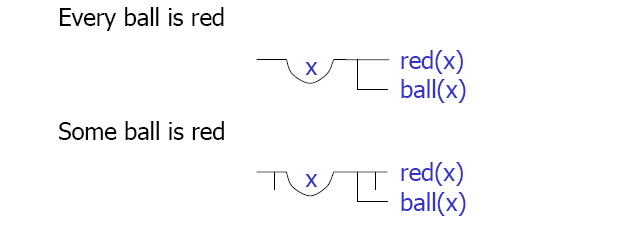 Every ball is red
x red(x)
ball(x)
Some ball is red
x red(x)
ball(x)